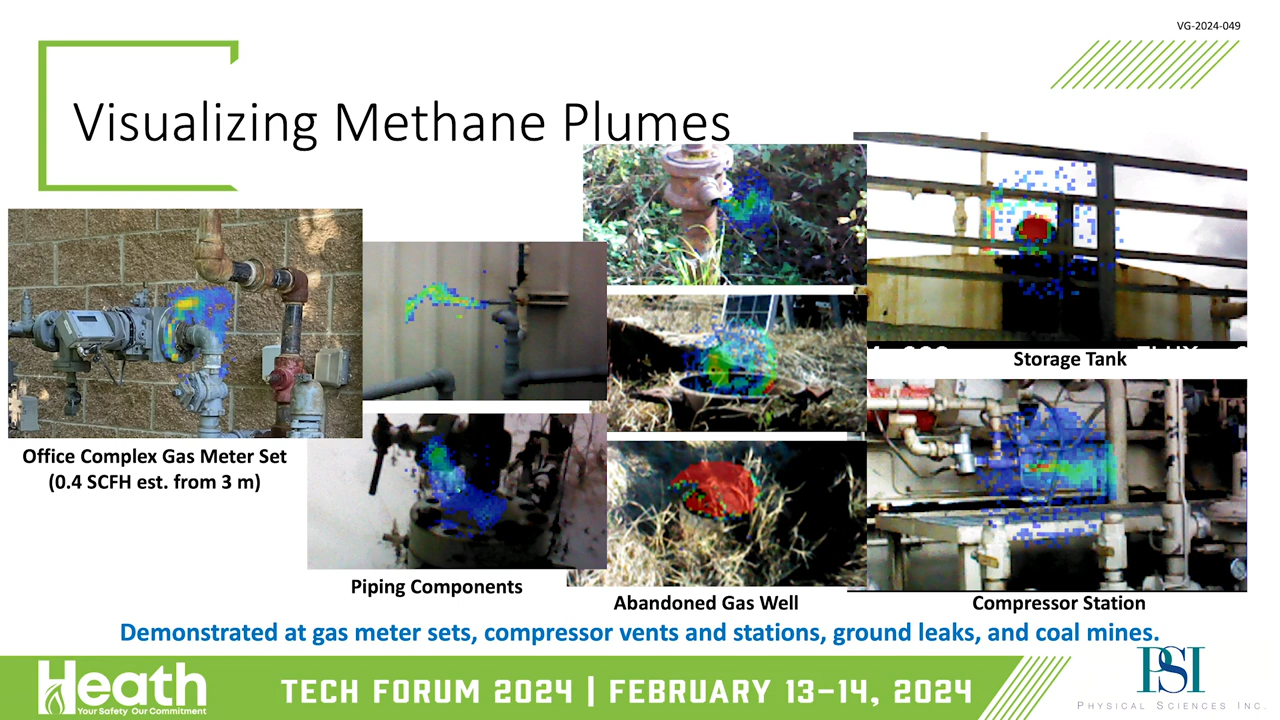 VG-2024-049
Visualizing Methane Plumes
Storage Tank
Office Complex Gas Meter Set
(0.4 SCFH est. from 3 m)
Piping Components
Abandoned Gas Well
Compressor Station
Demonstrated at gas meter sets, compressor vents and stations, ground leaks, and coal mines.
Heath
Your Safety Our Commitment
TECH FORUM 2024 | FEBRUARY 13–14, 2024
PSI
PHYSICAL SCIENCES INC.